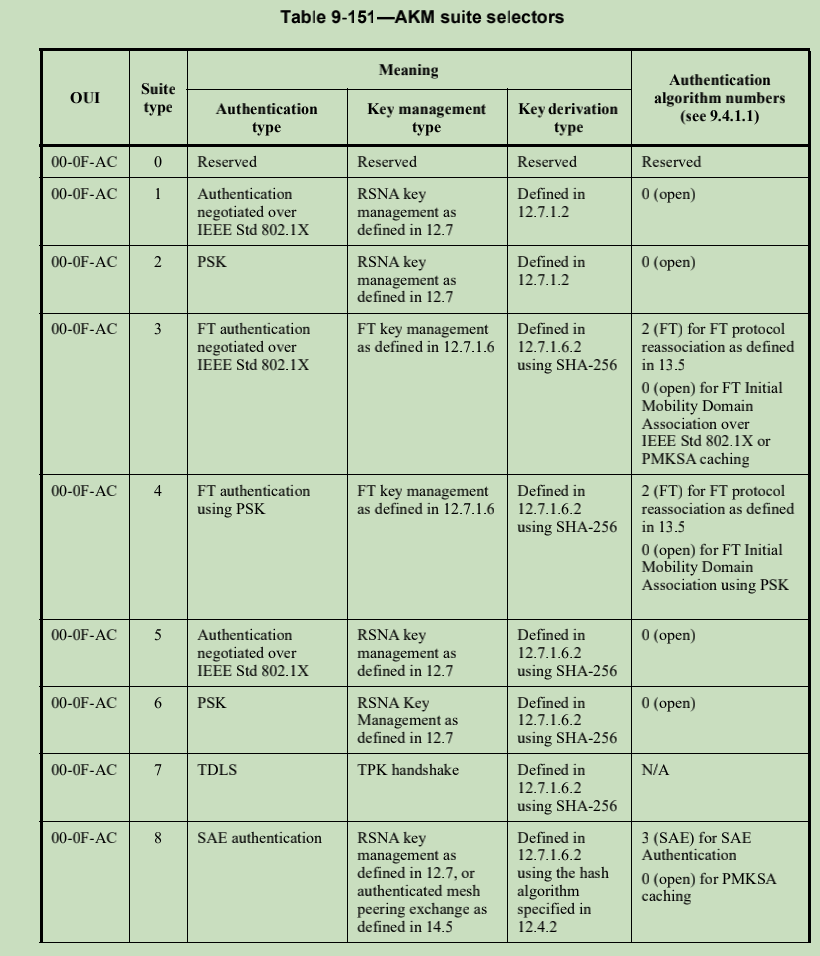 Table 9-151—AKM suite selectors
OUI
Suite
type
Meaning
Authentication
algorithm numbers
(see 9.4.1.1)
Authentication
type
Key management
type
Key derivation
type
00-0F-AC 0 Reserved Reserved Reserved Reserved
00-0F-AC 1 Authentication RSNA key Defined in 0 (open)
negotiated over management as 12.7.1.2
IEEE Std 802.1X defined in 12.7
00-0F-AC 2 PSK RSNA key Defined in 0 (open)
management as 12.7.1.2
defined in 12.7
00-0F-AC 3 FT authentication FT key management Defined in 2 (FT) for FT protocol
negotiated over as defined in 12.7.1.6 12.7.1.6.2 reassociation as defined
IEEE Std 802.1X using SHA-256 in 13.5
0 (open) for FT Initial
Mobility Domain
Association over
IEEE Std 802.1X or
PMKSA caching
00-0F-AC 4 FT authentication FT key management Defined in 2 (FT) for FT protocol
using PSK as defined in 12.7.1.6 12.7.1.6.2 reassociation as defined
using SHA-256 in 13.5
0 (open) for FT Initial
Mobility Domain
Association using PSK
00-0F-AC 5 Authentication RSNA key Defined in 0 (open)
negotiated over management as 12.7.1.6.2
IEEE Std 802.1X defined in 12.7 using SHA-256
00-0F-AC 6 PSK RSNA Key Defined in 0 (open)
Management as 12.7.1.6.2
defined in 12.7 using SHA-256
00-0F-AC 7 TDLS TPK handshake Defined in N/A
12.7.1.6.2
using SHA-256
00-0F-AC 8 SAE authentication RSNA key Defined in 3 (SAE) for SAE
management as 12.7.1.6.2 Authentication
defined in 12.7, or using the hash 0 (open) for PMKSA
authenticated mesh algorithm caching
peering exchange as specified in
defined in 14.5 12.4.2